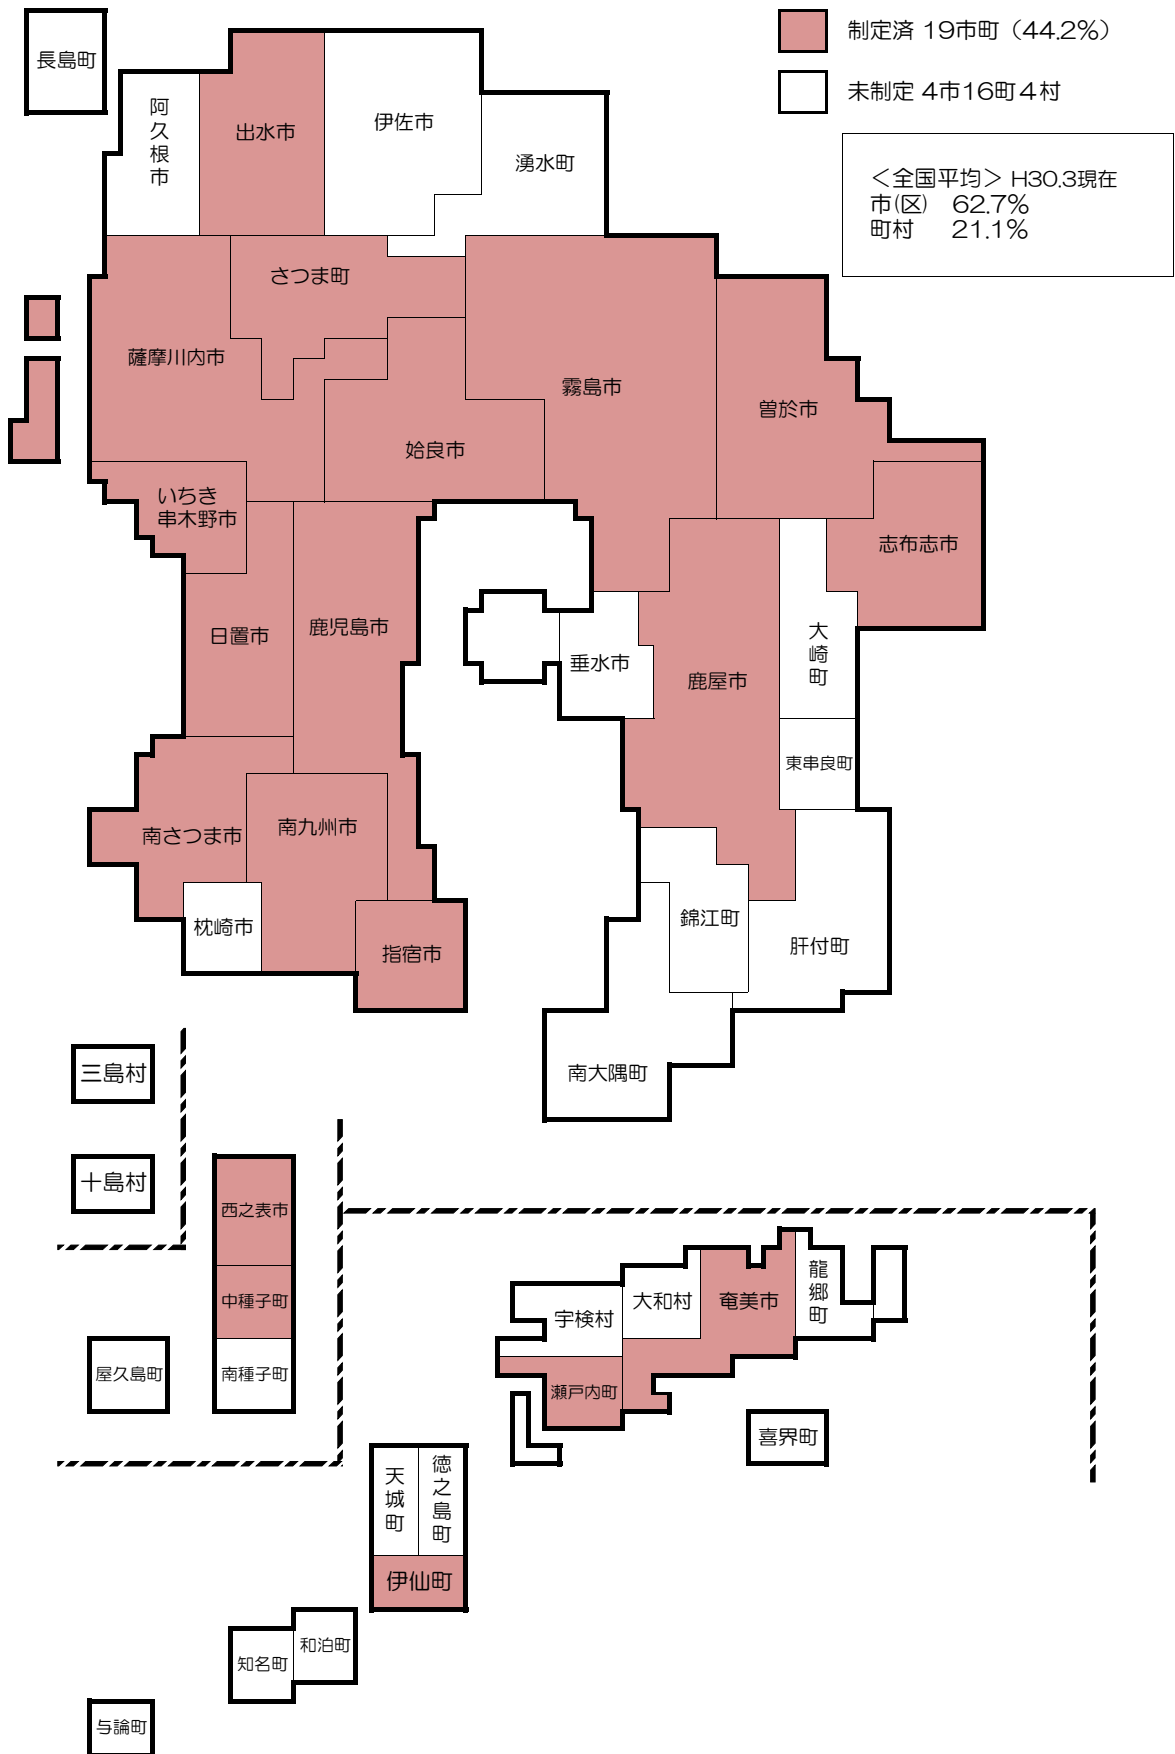 長島町
制定済 19市町（44.2%）
未制定 4市16町4村
＜全国平均＞ H30.3現在
市(区) 62.7%
町村 21.1%
阿久根市
出水市
伊佐市
湧水町
さつま町
薩摩川内市
霧島市
曽於市
姶良市
いちき
串木野市
志布志市
日置市
鹿児島市
大崎町
垂水市
鹿屋市
東串良町
南さつま市
南九州市
枕崎市
錦江町
肝付町
指宿市
南大隅町
三島村
十島村
西之表市
中種子町
南種子町
屋久島町
宇検村
大和村
奄美市
龍郷町
瀬戸内町
喜界町
天城町
徳之島町
伊仙町
和泊町
知名町
与論町